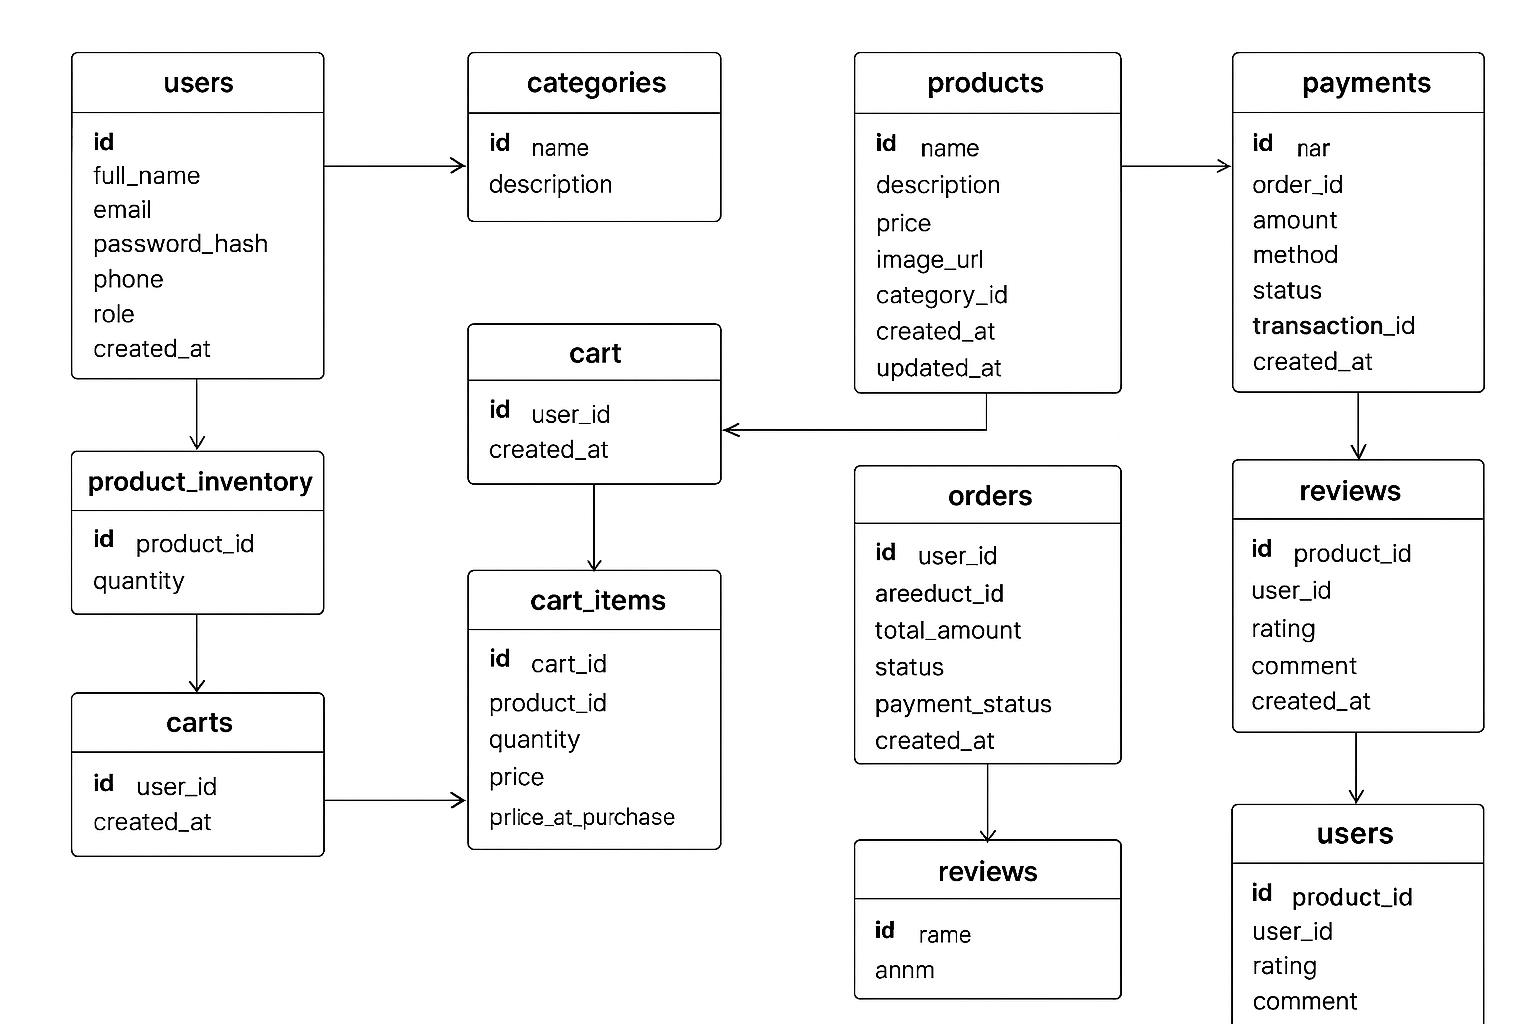 users
id
full_name
email
password_hash
phone
role
created_at
categories
id name
description
products
id name
description
price
image_url
category_id
created_at
updated_at
payments
id nar
order_id
amount
method
status
transaction_id
created_at
cart
id user_id
created_at
product_inventory
id product_id
quantity
orders
id user_id
areeduct_id
total_amount
status
payment_status
created_at
reviews
id product_id
user_id
rating
comment
created_at
cart_items
id cart_id
product_id
quantity
price
prlice_at_purchase
carts
id user_id
created_at
reviews
id rame
annm
users
id product_id
user_id
rating
comment